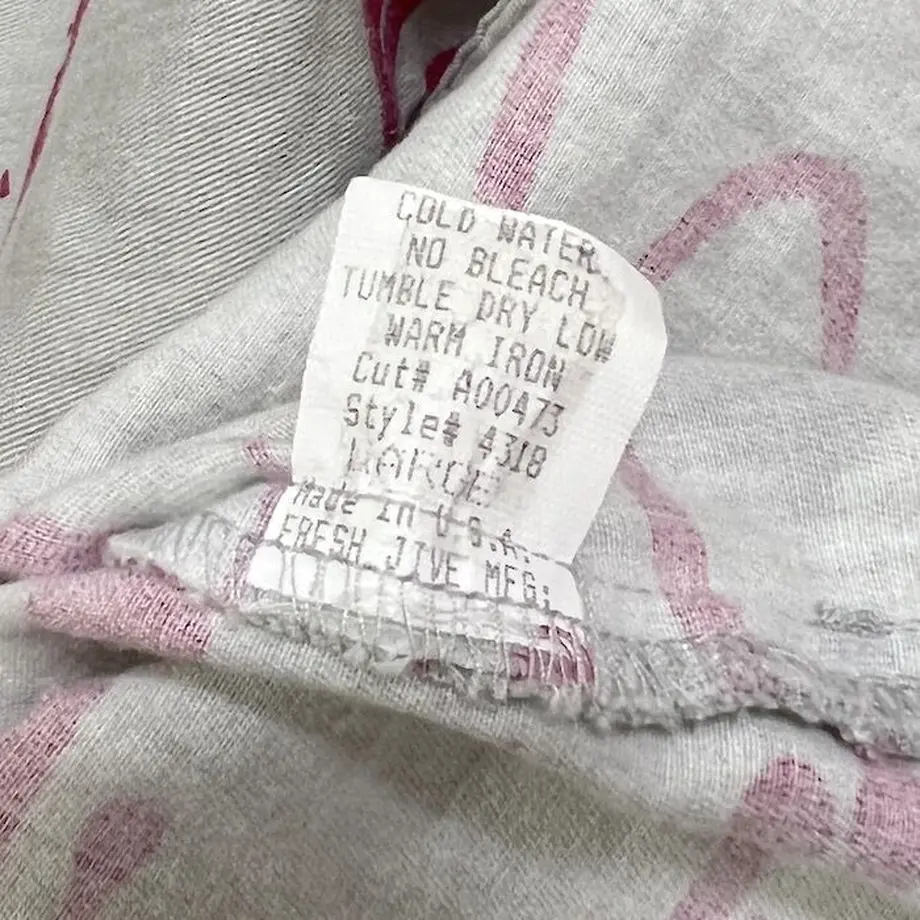 COLD WATER
NO BLEACH
TUMBLE DRY LOW
WARM IRON
Cut# A00473
Style# 4318
LARGE
Made in U.S.A.
FRESH JIVE MFG.